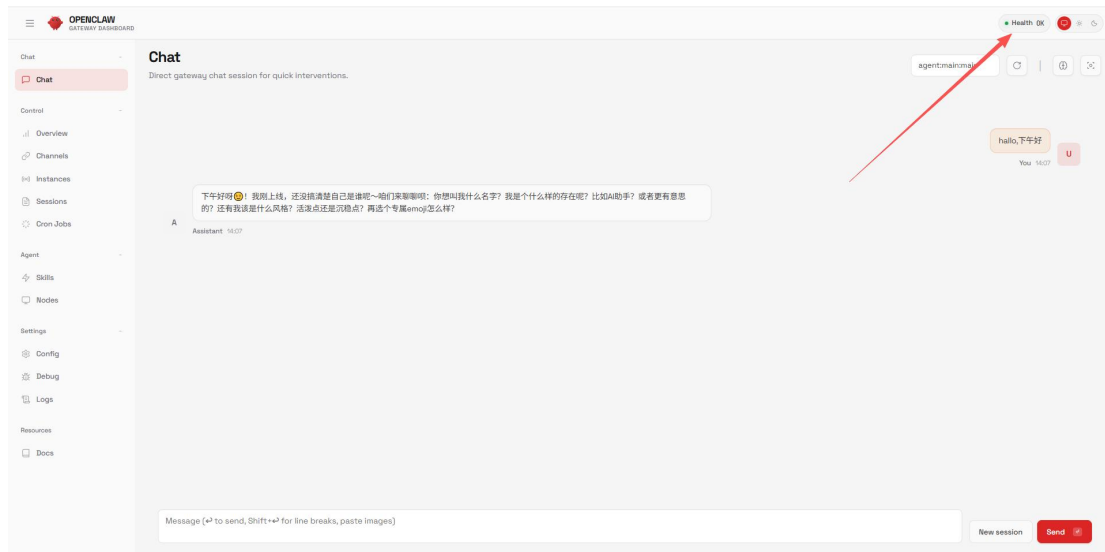 OPENCLAW
GATEWAY DASHBOARD
Health OK
Chat
Chat
Control
Overview
Channels
Instances
Sessions
Cron Jobs
Agent
Skills
Nodes
Settings
Config
Debug
Logs
Resources
Docs
Chat
Direct gateway chat session for quick interventions.
agent:main:main
hallo,下午好
U
You 14:07
下午好呀😊！我刚上线，还没搞清楚自己是谁呢～咱们来聊聊呗：你想叫我什么名字？我是个什么样的存在呢？比如AI助手？或者更有意思
的？还有我该是什么风格？活泼点还是沉稳点？再选个专属emoji怎么样？
A
Assistant 14:07
Message (↵ to send, Shift+↵ for line breaks, paste images)
New session
Send ↵